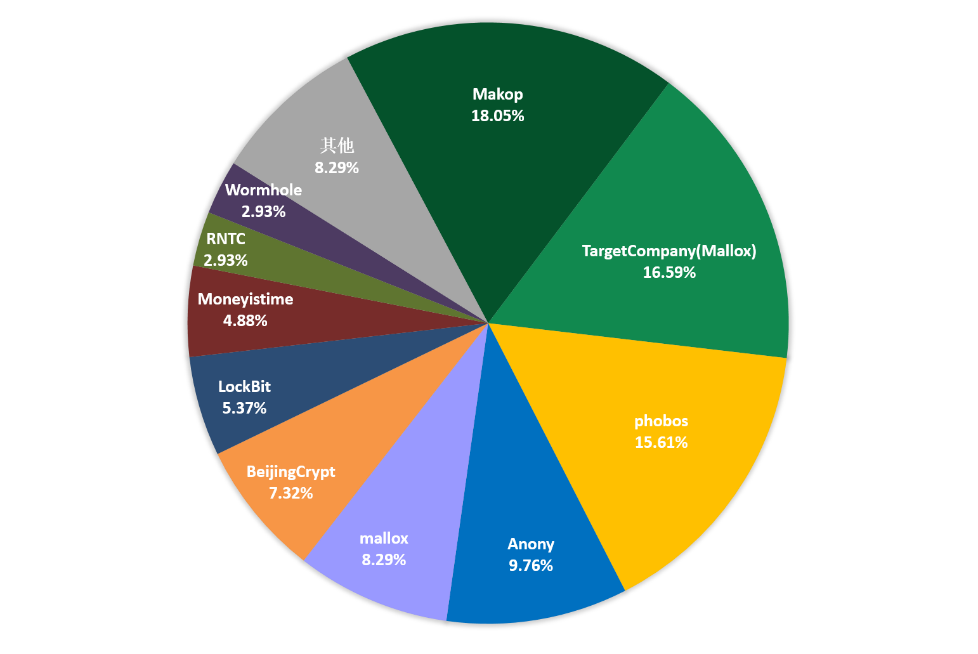 Makop
18.05%
TargetCompany(Mallox)
16.59%
phobos
15.61%
Anony
9.76%
mallox
8.29%
BeijingCrypt
7.32%
LockBit
5.37%
Moneyistime
4.88%
RNTC
2.93%
Wormhole
2.93%
其他
8.29%